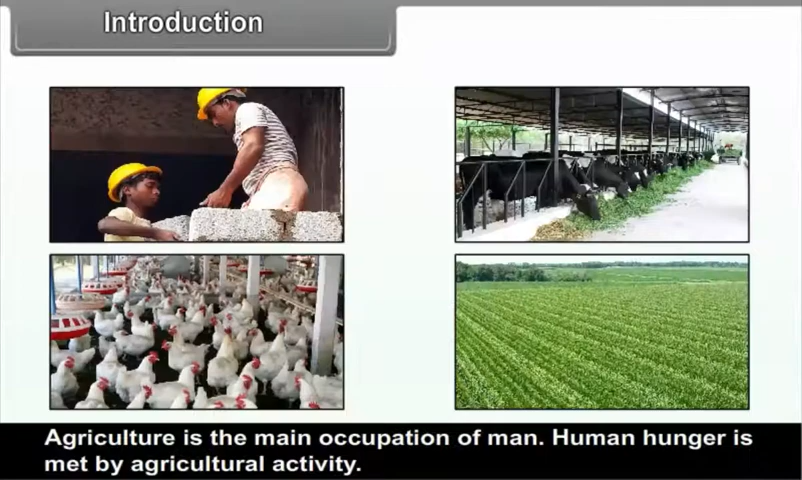 Introduction
Agriculture is the main occupation of man. Human hunger is
met by agricultural activity.